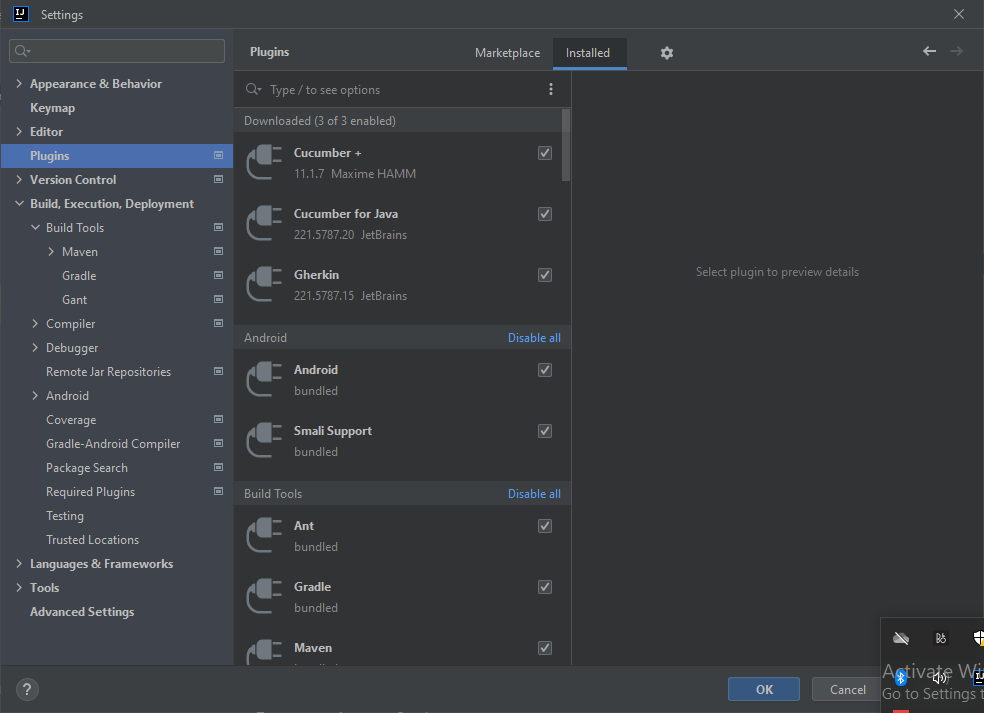 IJ Settings
Plugins Marketplace Installed
Type / to see options
Appearance & Behavior
Keymap
Editor
Plugins
Version Control
Build, Execution, Deployment
Build Tools
Maven
Gradle
Gant
Compiler
Debugger
Remote Jar Repositories
Android
Coverage
Gradle-Android Compiler
Package Search
Required Plugins
Testing
Trusted Locations
Languages & Frameworks
Tools
Advanced Settings
Downloaded (3 of 3 enabled)
Cucumber +
11.1.7 Maxime HAMM
Cucumber for Java
221.5787.20 JetBrains
Gherkin
221.5787.15 JetBrains
Android Disable all
Android
bundled
Smali Support
bundled
Build Tools Disable all
Ant
bundled
Gradle
bundled
Maven
Select plugin to preview details
?
OK
Cancel
Activate Wi
Go to Settings t
IJ